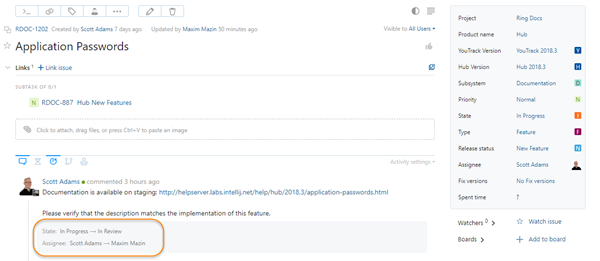 RDOC-1202 Created by Scott Adams 7 days ago Updated by Maxim Mazin 50 minutes ago Visible to All Users
Application Passwords
Links 1 + Link issue
SUBTASK OF 0/1
N RDOC-887 Hub New Features
Click to attach, drag files, or press Ctrl+V to paste an image
Activity settings
Scott Adams commented 3 hours ago
Documentation is available on staging: http://helpserver.labs.intellij.net/help/hub/2018.3/application-passwords.html
Please verify that the description matches the implementation of this feature.
State: In Progress → In Review
Assignee: Scott Adams → Maxim Mazin
Project Ring Docs
Product name Hub
YouTrack Version YouTrack 2018.3 Y
Hub Version Hub 2018.3 H
Subsystem Documentation D
Priority Normal N
State In Progress I
Type Feature F
Release status New Feature N
Assignee Scott Adams
Fix versions No Fix versions
Spent time ?
Watchers 0 Watch issue
Boards + Add to board